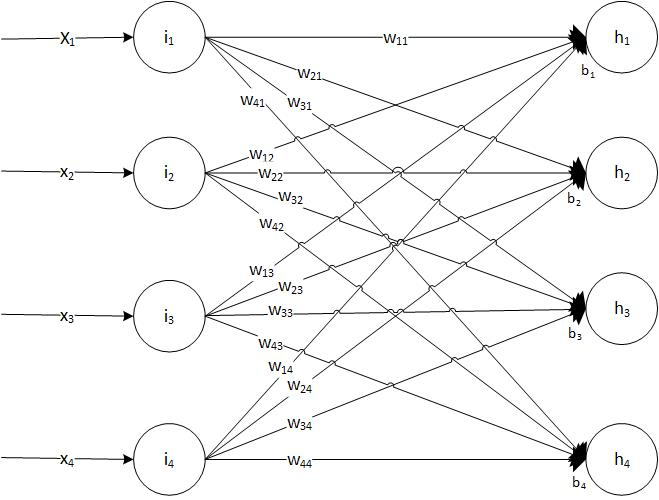 X₁ i₁ w₁₁ h₁
b₁
w₂₁
w₄₁ w₃₁
w₁₂
x₂ i₂ w₂₂ h₂
w₃₂ b₂
w₄₂
w₁₃
w₂₃
x₃ i₃ w₃₃ h₃
b₃
w₄₃
w₁₄
w₂₄
w₃₄
x₄ i₄ w₄₄ h₄
b₄